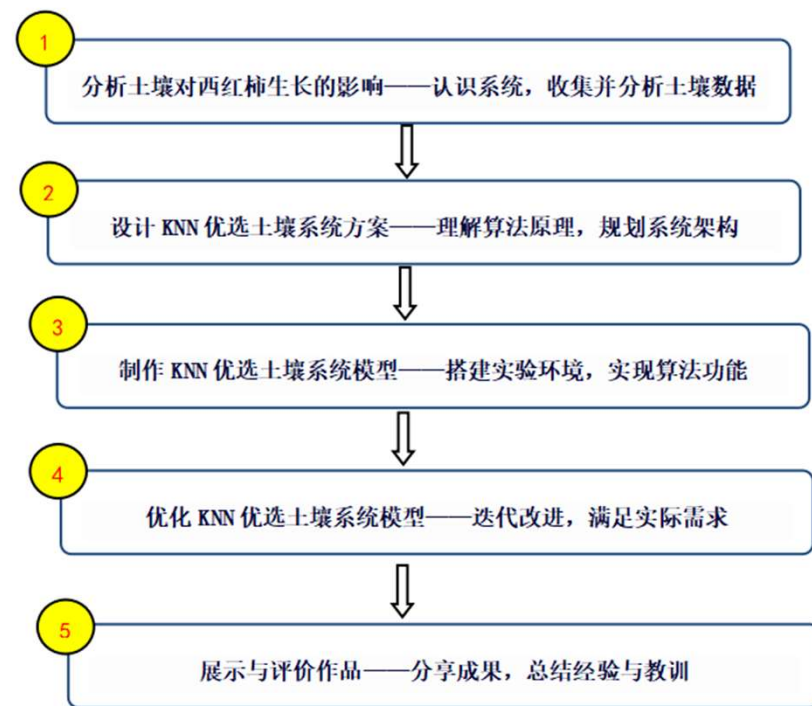 1
分析土壤对西红柿生长的影响——认识系统，收集并分析土壤数据
2
设计 KNN 优选土壤系统方案——理解算法原理，规划系统架构
3
制作 KNN 优选土壤系统模型——搭建实验环境，实现算法功能
4
优化 KNN 优选土壤系统模型——迭代改进，满足实际需求
5
展示与评价作品——分享成果，总结经验与教训